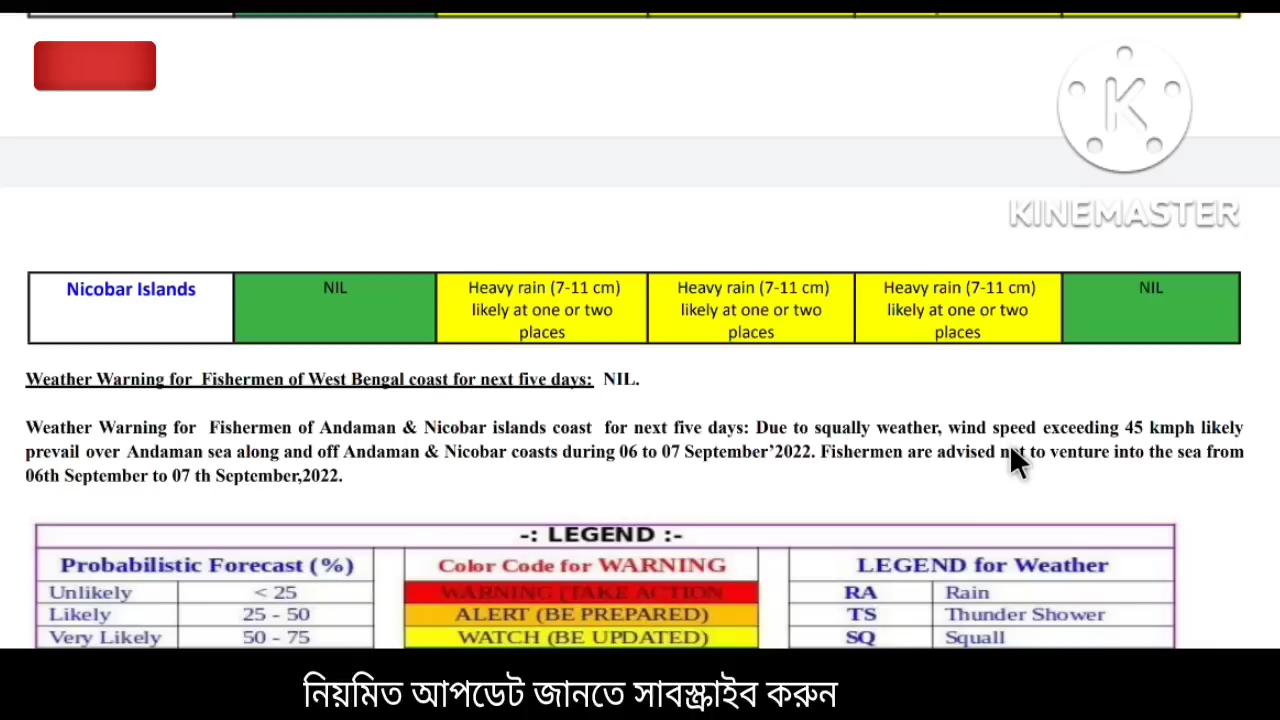 KINEMASTER
Nicobar Islands NIL Heavy rain (7-11 cm) likely at one or two places Heavy rain (7-11 cm) likely at one or two places Heavy rain (7-11 cm) likely at one or two places NIL
Weather Warning for Fishermen of West Bengal coast for next five days: NIL.
Weather Warning for Fishermen of Andaman & Nicobar islands coast for next five days: Due to squally weather, wind speed exceeding 45 kmph likely
prevail over Andaman sea along and off Andaman & Nicobar coasts during 06 to 07 September'2022. Fishermen are advised not to venture into the sea from
06th September to 07 th September,2022.
-: LEGEND :-
Probabilistic Forecast (%) Color Code for WARNING LEGEND for Weather
Unlikely < 25 WARNING (TAKE ACTION RA Rain
Likely 25 - 50 ALERT (BE PREPARED) TS Thunder Shower
Very Likely 50 - 75 WATCH (BE UPDATED) SQ Squall
নিয়মিত আপডেট জানতে সাবস্ক্রাইব করুন